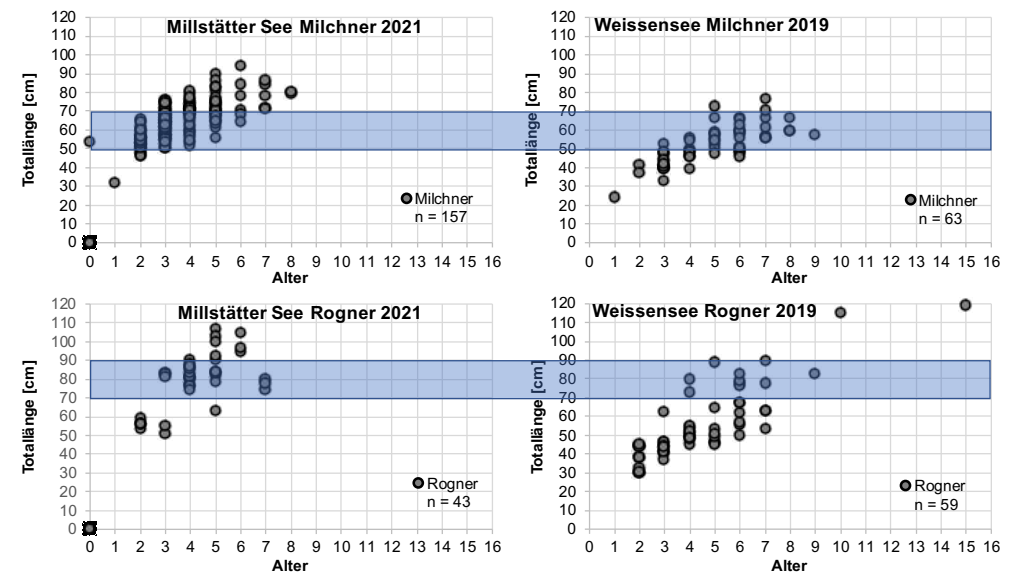 Millstätter See Milchner 2021
120
110
100
90
80
70
60
50
40
30
20
10
0
Totallänge [cm]
0 1 2 3 4 5 6 7 8 9 10 11 12 13 14 15 16
Alter
Milchner
n = 157
Weissensee Milchner 2019
120
110
100
90
80
70
60
50
40
30
20
10
0
Totallänge [cm]
0 1 2 3 4 5 6 7 8 9 10 11 12 13 14 15 16
Alter
Milchner
n = 63
Millstätter See Rogner 2021
120
110
100
90
80
70
60
50
40
30
20
10
0
Totallänge [cm]
0 1 2 3 4 5 6 7 8 9 10 11 12 13 14 15 16
Alter
Rogner
n = 43
Weissensee Rogner 2019
120
110
100
90
80
70
60
50
40
30
20
10
0
Totallänge [cm]
0 1 2 3 4 5 6 7 8 9 10 11 12 13 14 15 16
Alter
Rogner
n = 59